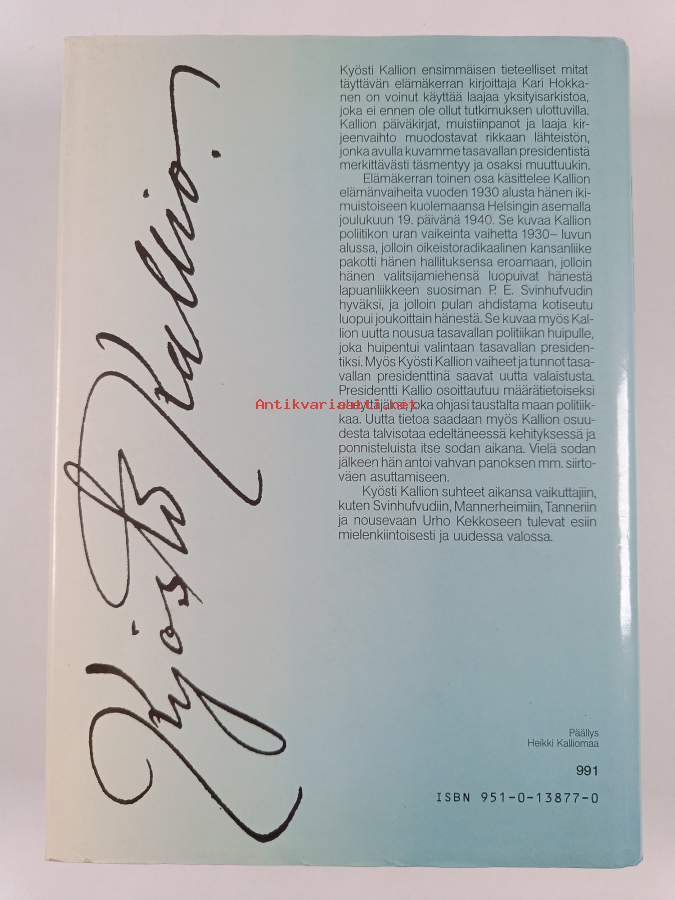 Kyösti Kallio.
Kyösti Kallion ensimmäisen tieteelliset mitat
täyttävän elämäkerran kirjoittaja Kari Hokka-
nen on voinut käyttää laajaa yksityisarkistoa,
joka ei ennen ole ollut tutkimuksen ulottuvilla.
Kallion päiväkirjat, muistiinpanot ja laaja kir-
jeenvaihto muodostavat rikkaan lähteistön,
jonka avulla kuvamme tasavallan presidentistä
merkittävästi täsmentyy ja osaksi muuttuukin.
Elämäkerran toinen osa käsittelee Kallion
elämänvaiheita vuoden 1930 alusta hänen iki-
muistoiseen kuolemaansa Helsingin asemalla
joulukuun 19. päivänä 1940. Se kuvaa Kallion
poliitikon uran vaikeinta vaihetta 1930– luvun
alussa, jolloin oikeistoradikaalinen kansanliike
pakotti hänen hallituksensa eroamaan, jolloin
hänen valitsijamiehensä luopuivat hänestä
lapuanliikkeen suosiman P. E. Svinhufvudin
hyväksi, ja jolloin pulan ahdistama kotiseutu
luopui joukoittain hänestä. Se kuvaa myös Kal-
lion uutta nousua tasavallan politiikan huipulle,
joka huipentui valintaan tasavallan presiden-
tiksi. Myös Kyösti Kallion vaiheet ja tunnot tasa-
vallan presidenttinä saavat uutta valaistusta.
Presidentti Kallio osoittautuu määrätietoiseksi
Antikvariaatti.net
joka ohjasi taustalta maan politiik-
kaa. Uutta tietoa saadaan myös Kallion osuu-
desta talvisotaa edeltäneessä kehityksessä ja
ponnisteluista itse sodan aikana. Vielä sodan
jälkeen hän antoi vahvan panoksen mm. siirto-
väen asuttamiseen.
Kyösti Kallion suhteet aikansa vaikuttajiin,
kuten Svinhufvudiin, Mannerheimiin, Tanneriin
ja nousevaan Urho Kekkoseen tulevat esiin
mielenkiintoisesti ja uudessa valossa.
Päällys
Heikki Kalliomaa
991
ISBN 951-0-13877-0